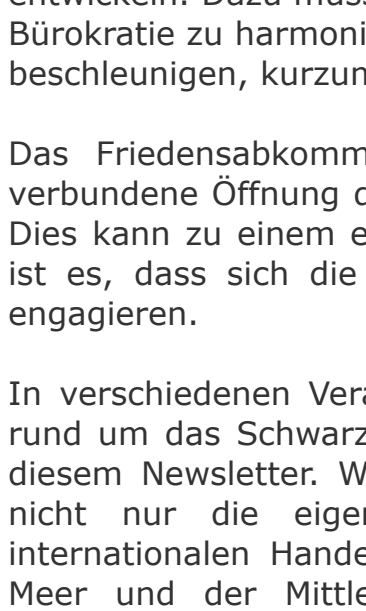 entwickeln. Dazu muss
Bürokratie zu harmoni
beschleunigen, kurzun
Das Friedensabkomm
verbundene Öffnung d
Dies kann zu einem e
ist es, dass sich die
engagieren.
In verschiedenen Vera
rund um das Schwarz
diesem Newsletter. W
nicht nur die eige
internationalen Hande
Meer und der Mittle